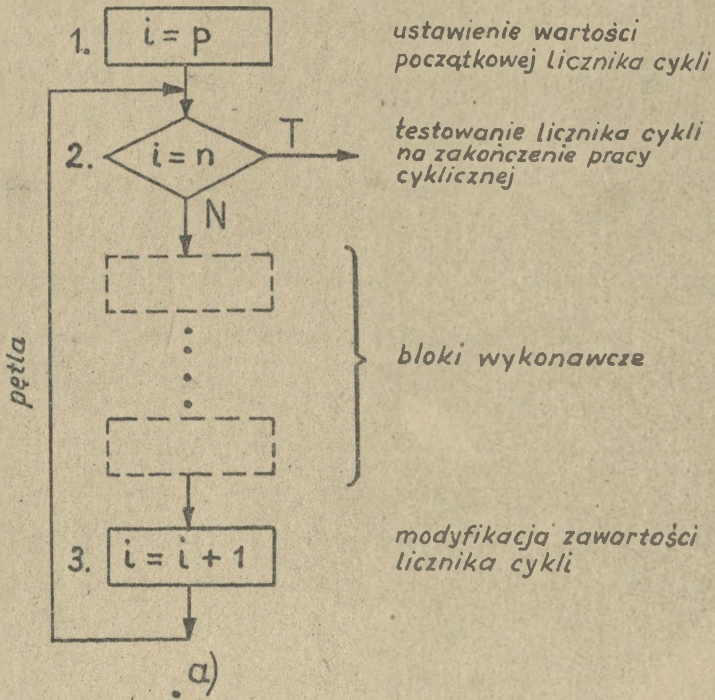 1. i = p
ustawienie wartości
początkowej licznika cykli
2. i = n
T
testowanie licznika cykli
na zakończenie pracy
cyklicznej
N
pętla
bloki wykonawcze
3. i = i + 1
modyfikacja zawartości
licznika cykli
a)